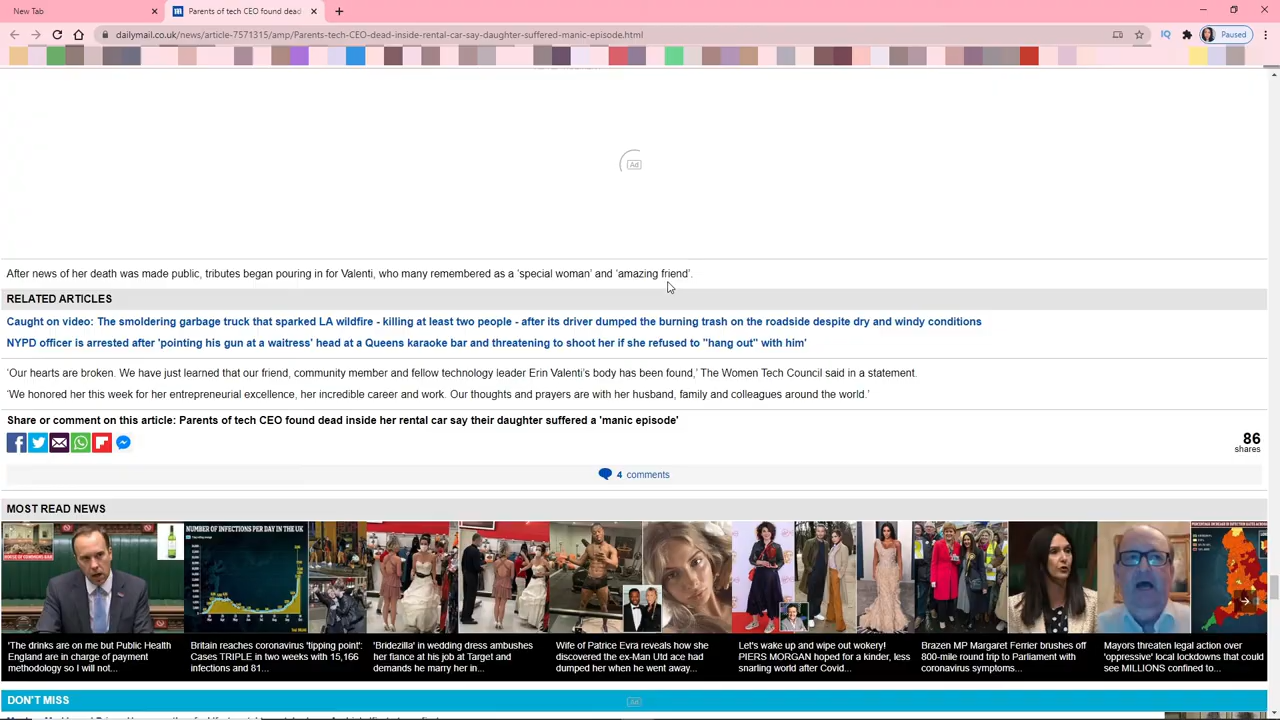 New Tab
Parents of tech CEO found dead
dailymail.co.uk/news/article-7571315/amp/Parents-tech-CEO-dead-inside-rental-car-say-daughter-suffered-manic-episode.html
IQ
Paused
Ad
After news of her death was made public, tributes began pouring in for Valenti, who many remembered as a 'special woman' and 'amazing friend'.
RELATED ARTICLES
Caught on video: The smoldering garbage truck that sparked LA wildfire - killing at least two people - after its driver dumped the burning trash on the roadside despite dry and windy conditions
NYPD officer is arrested after 'pointing his gun at a waitress' head at a Queens karaoke bar and threatening to shoot her if she refused to "hang out" with him'
'Our hearts are broken. We have just learned that our friend, community member and fellow technology leader Erin Valenti's body has been found,' The Women Tech Council said in a statement.
'We honored her this week for her entrepreneurial excellence, her incredible career and work. Our thoughts and prayers are with her husband, family and colleagues around the world.'
Share or comment on this article: Parents of tech CEO found dead inside her rental car say their daughter suffered a 'manic episode'
86
shares
4 comments
MOST READ NEWS
NUMBER OF INFECTIONS PER DAY IN THE UK
'The drinks are on me but Public Health
England are in charge of payment
methodology so I will not...
Britain reaches coronavirus 'tipping point':
Cases TRIPLE in two weeks with 15,166
infections and 81...
'Bridezilla' in wedding dress ambushes
her fiance at his job at Target and
demands he marry her in...
Wife of Patrice Evra reveals how she
discovered the ex-Man Utd ace had
dumped her when he went away...
Let's wake up and wipe out wokery!
PIERS MORGAN hoped for a kinder, less
snarling world after Covid...
Brazen MP Margaret Ferrier brushes off
800-mile round trip to Parliament with
coronavirus symptoms...
Mayors threaten legal action over
'oppressive' local lockdowns that could
see MILLIONS confined to...
DON'T MISS
Ad